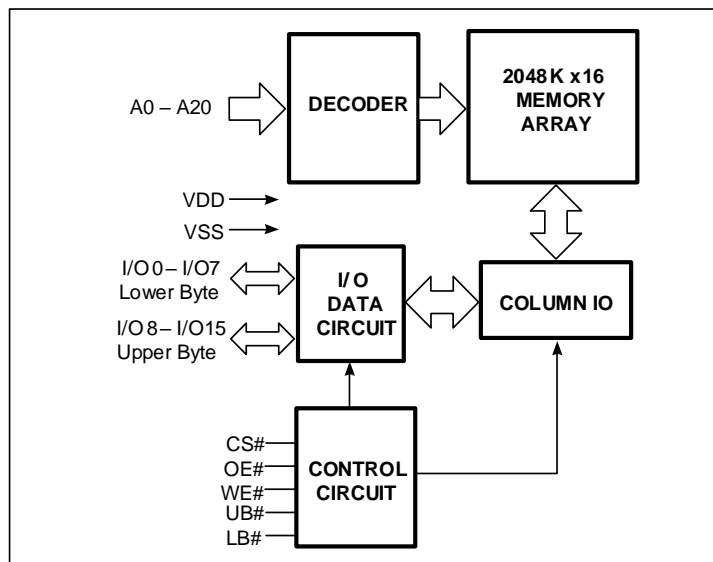 A0 – A20
DECODER
2048K x16
MEMORY
ARRAY
VDD
VSS
I/O0 – I/O7
Lower Byte
I/O8 – I/O15
Upper Byte
I/O
DATA
CIRCUIT
COLUMN IO
CS#
OE#
WE#
UB#
LB#
CONTROL
CIRCUIT